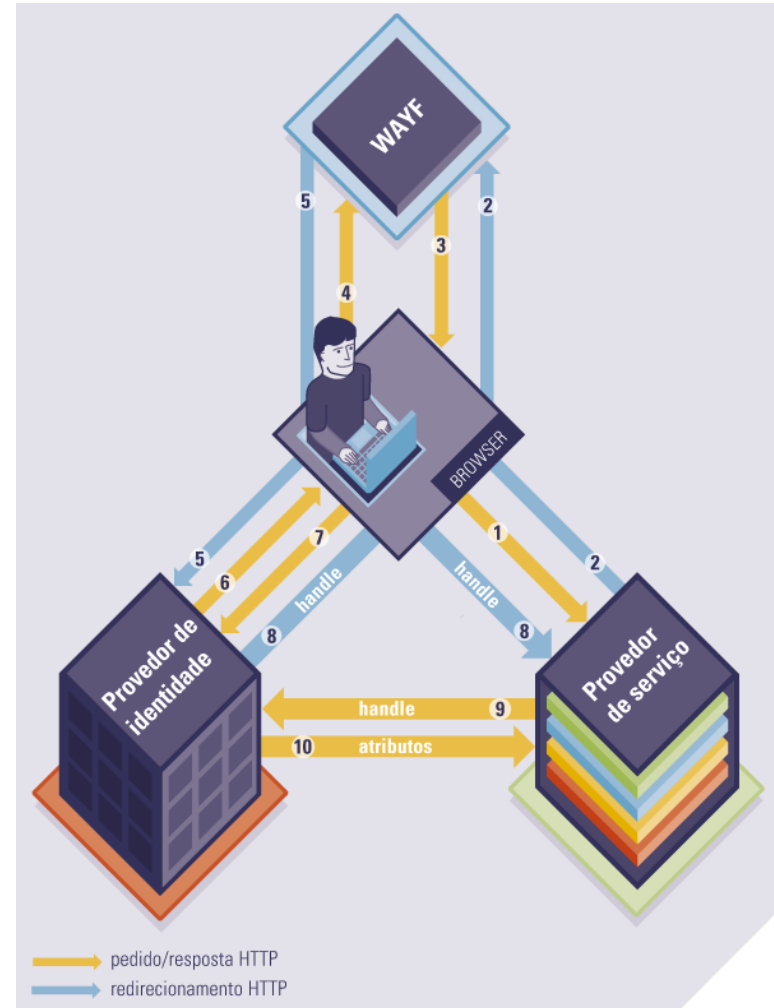 WAYF
5
2
3
4
BROWSER
7
1
5
6
2
8
handle
handle
8
Provedor de
identidade
Provedor
de serviço
handle
9
10
atributos
pedido/resposta HTTP
redirecionamento HTTP